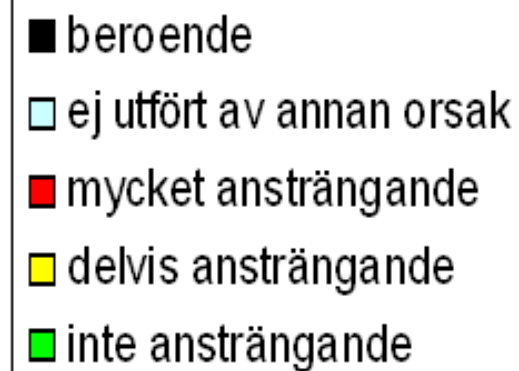 beroende
ej utfört av annan orsak
mycket ansträngande
delvis ansträngande
inte ansträngande